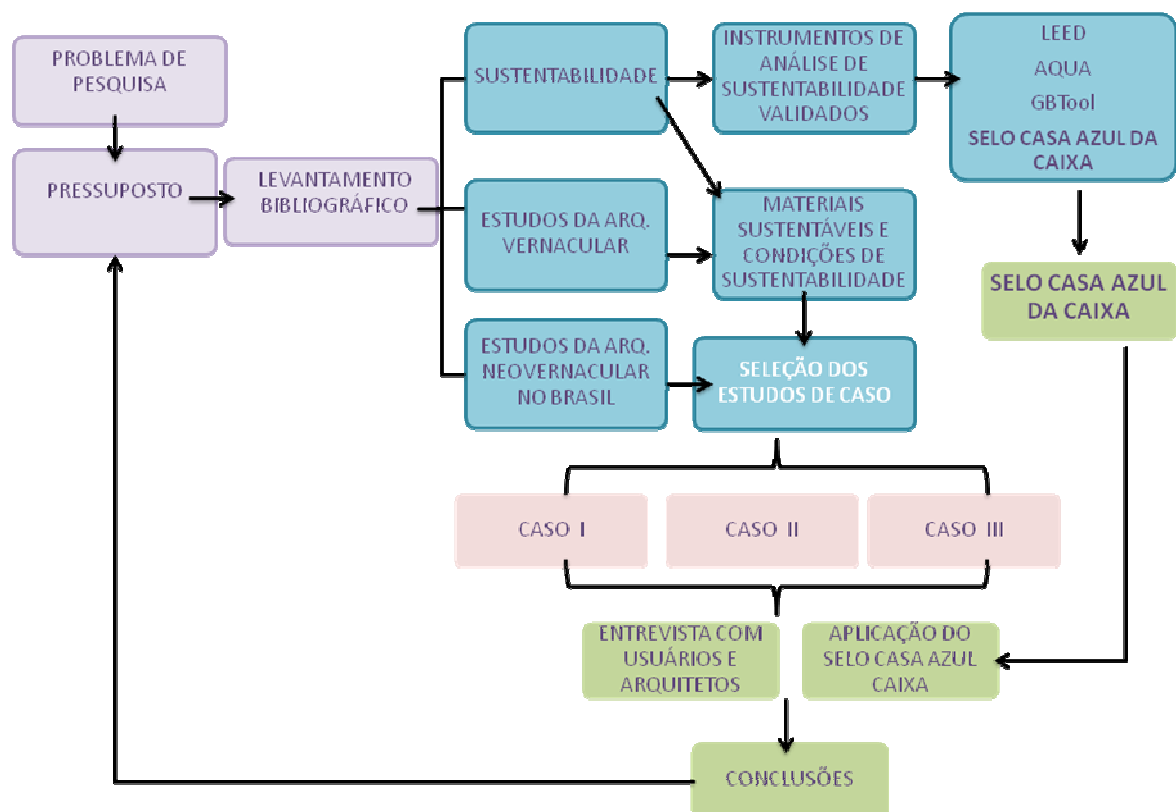 PROBLEMA DE
PESQUISA
PRESSUPOSTO
LEVANTAMENTO
BIBLIOGRÁFICO
SUSTENTABILIDADE
ESTUDOS DA ARQ.
VERNACULAR
ESTUDOS DA ARQ.
NEOVERNACULAR
NO BRASIL
INSTRUMENTOS DE
ANÁLISE DE
SUSTENTABILIDADE
VALIDADOS
MATERIAIS
SUSTENTÁVEIS E
CONDIÇÕES DE
SUSTENTABILIDADE
SELEÇÃO DOS
ESTUDOS DE CASO
LEED
AQUA
GBTool
SELO CASA AZUL DA
CAIXA
SELO CASA AZUL
DA CAIXA
CASO I
CASO II
CASO III
ENTREVISTA COM
USUÁRIOS E
ARQUITETOS
APLICAÇÃO DO
SELO CASA AZUL
CAIXA
CONCLUSÕES